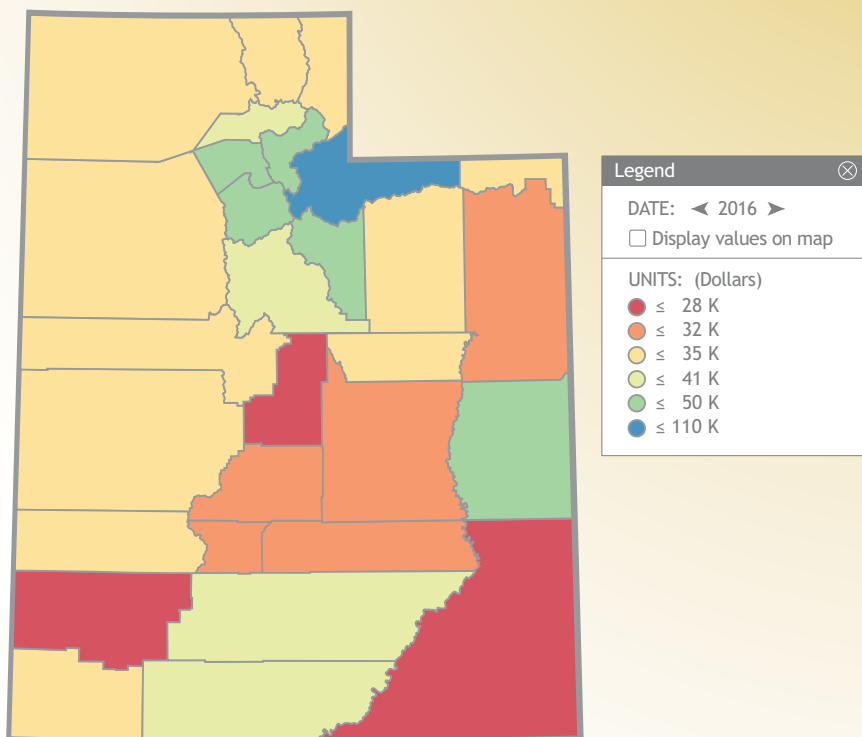 Legend
DATE: ⮜ 2016 ⮞
Display values on map
UNITS: (Dollars)
≤ 28 K
≤ 32 K
≤ 35 K
≤ 41 K
≤ 50 K
≤ 110 K